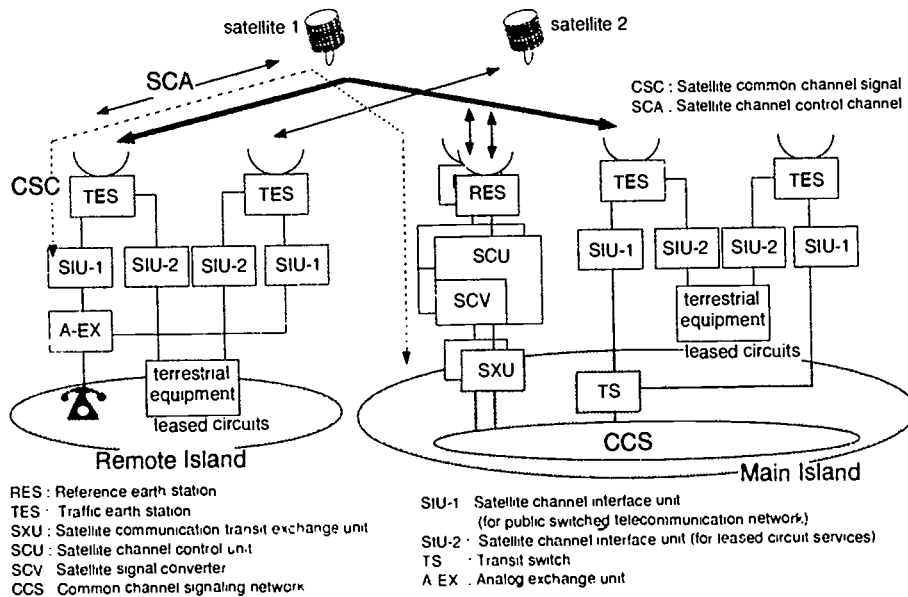 satellite 1
satellite 2
SCA
CSC : Satellite common channel signal
SCA . Satellite channel control channel
CSC
TES
TES
RES
TES
TES
SIU-1
SIU-2
SIU-2
SIU-1
SCU
SIU-1
SIU-2
SIU-2
SIU-1
SCV
terrestrial
equipment
A-EX
leased circuits
terrestrial
equipment
SXU
TS
leased circuits
CCS
Remote Island
Main Island
RES : Reference earth station
TES : Traffic earth station
SXU : Satellite communication transit exchange unit
SCU : Satellite channel control unit
SCV Satellite signal converter
CCS Common channel signaling network
SIU-1 Satellite channel interface unit
(for public switched telecommunication network)
SIU-2 · Satellite channel interface unit (for leased circuit services)
TS : Transit switch
A EX : Analog exchange unit